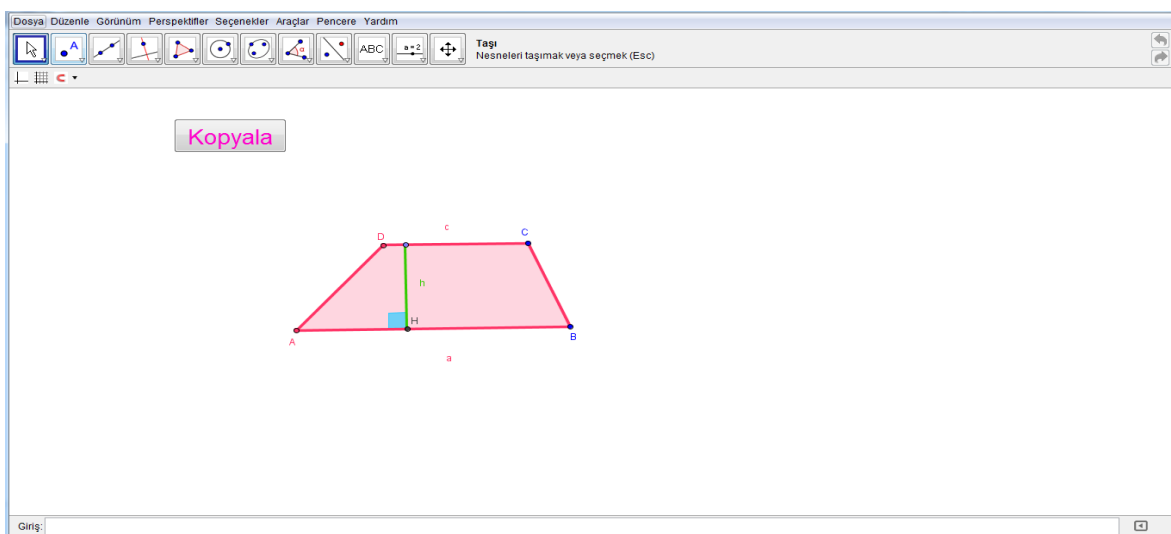 Dosya Düzenle Görünüm Perspektifler Seçenekler Araçlar Pencere Yardım
A α ABC a=2 Taşı
Nesneleri taşımak veya seçmek (Esc)
Kopyala
D c C
h
H
A B
a
Giriş: